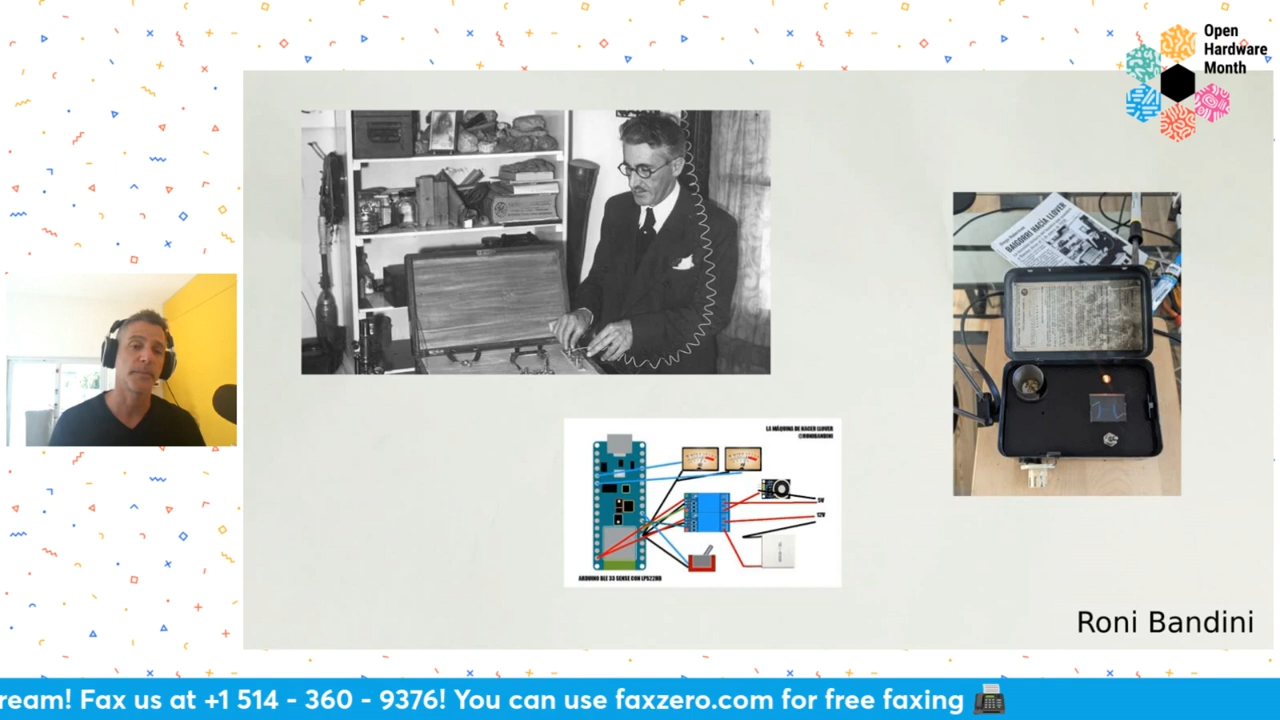 Open
Hardware
Month
BAIGORRI HACÍA LLOVER
LA MÁQUINA DE HACER LLOVER
@RONIBANDINI
5V
12V
ARDUINO BLE 33 SENSE CON LPS22HB
Roni Bandini
ream! Fax us at +1 514 - 360 - 9376! You can use faxzero.com for free faxing